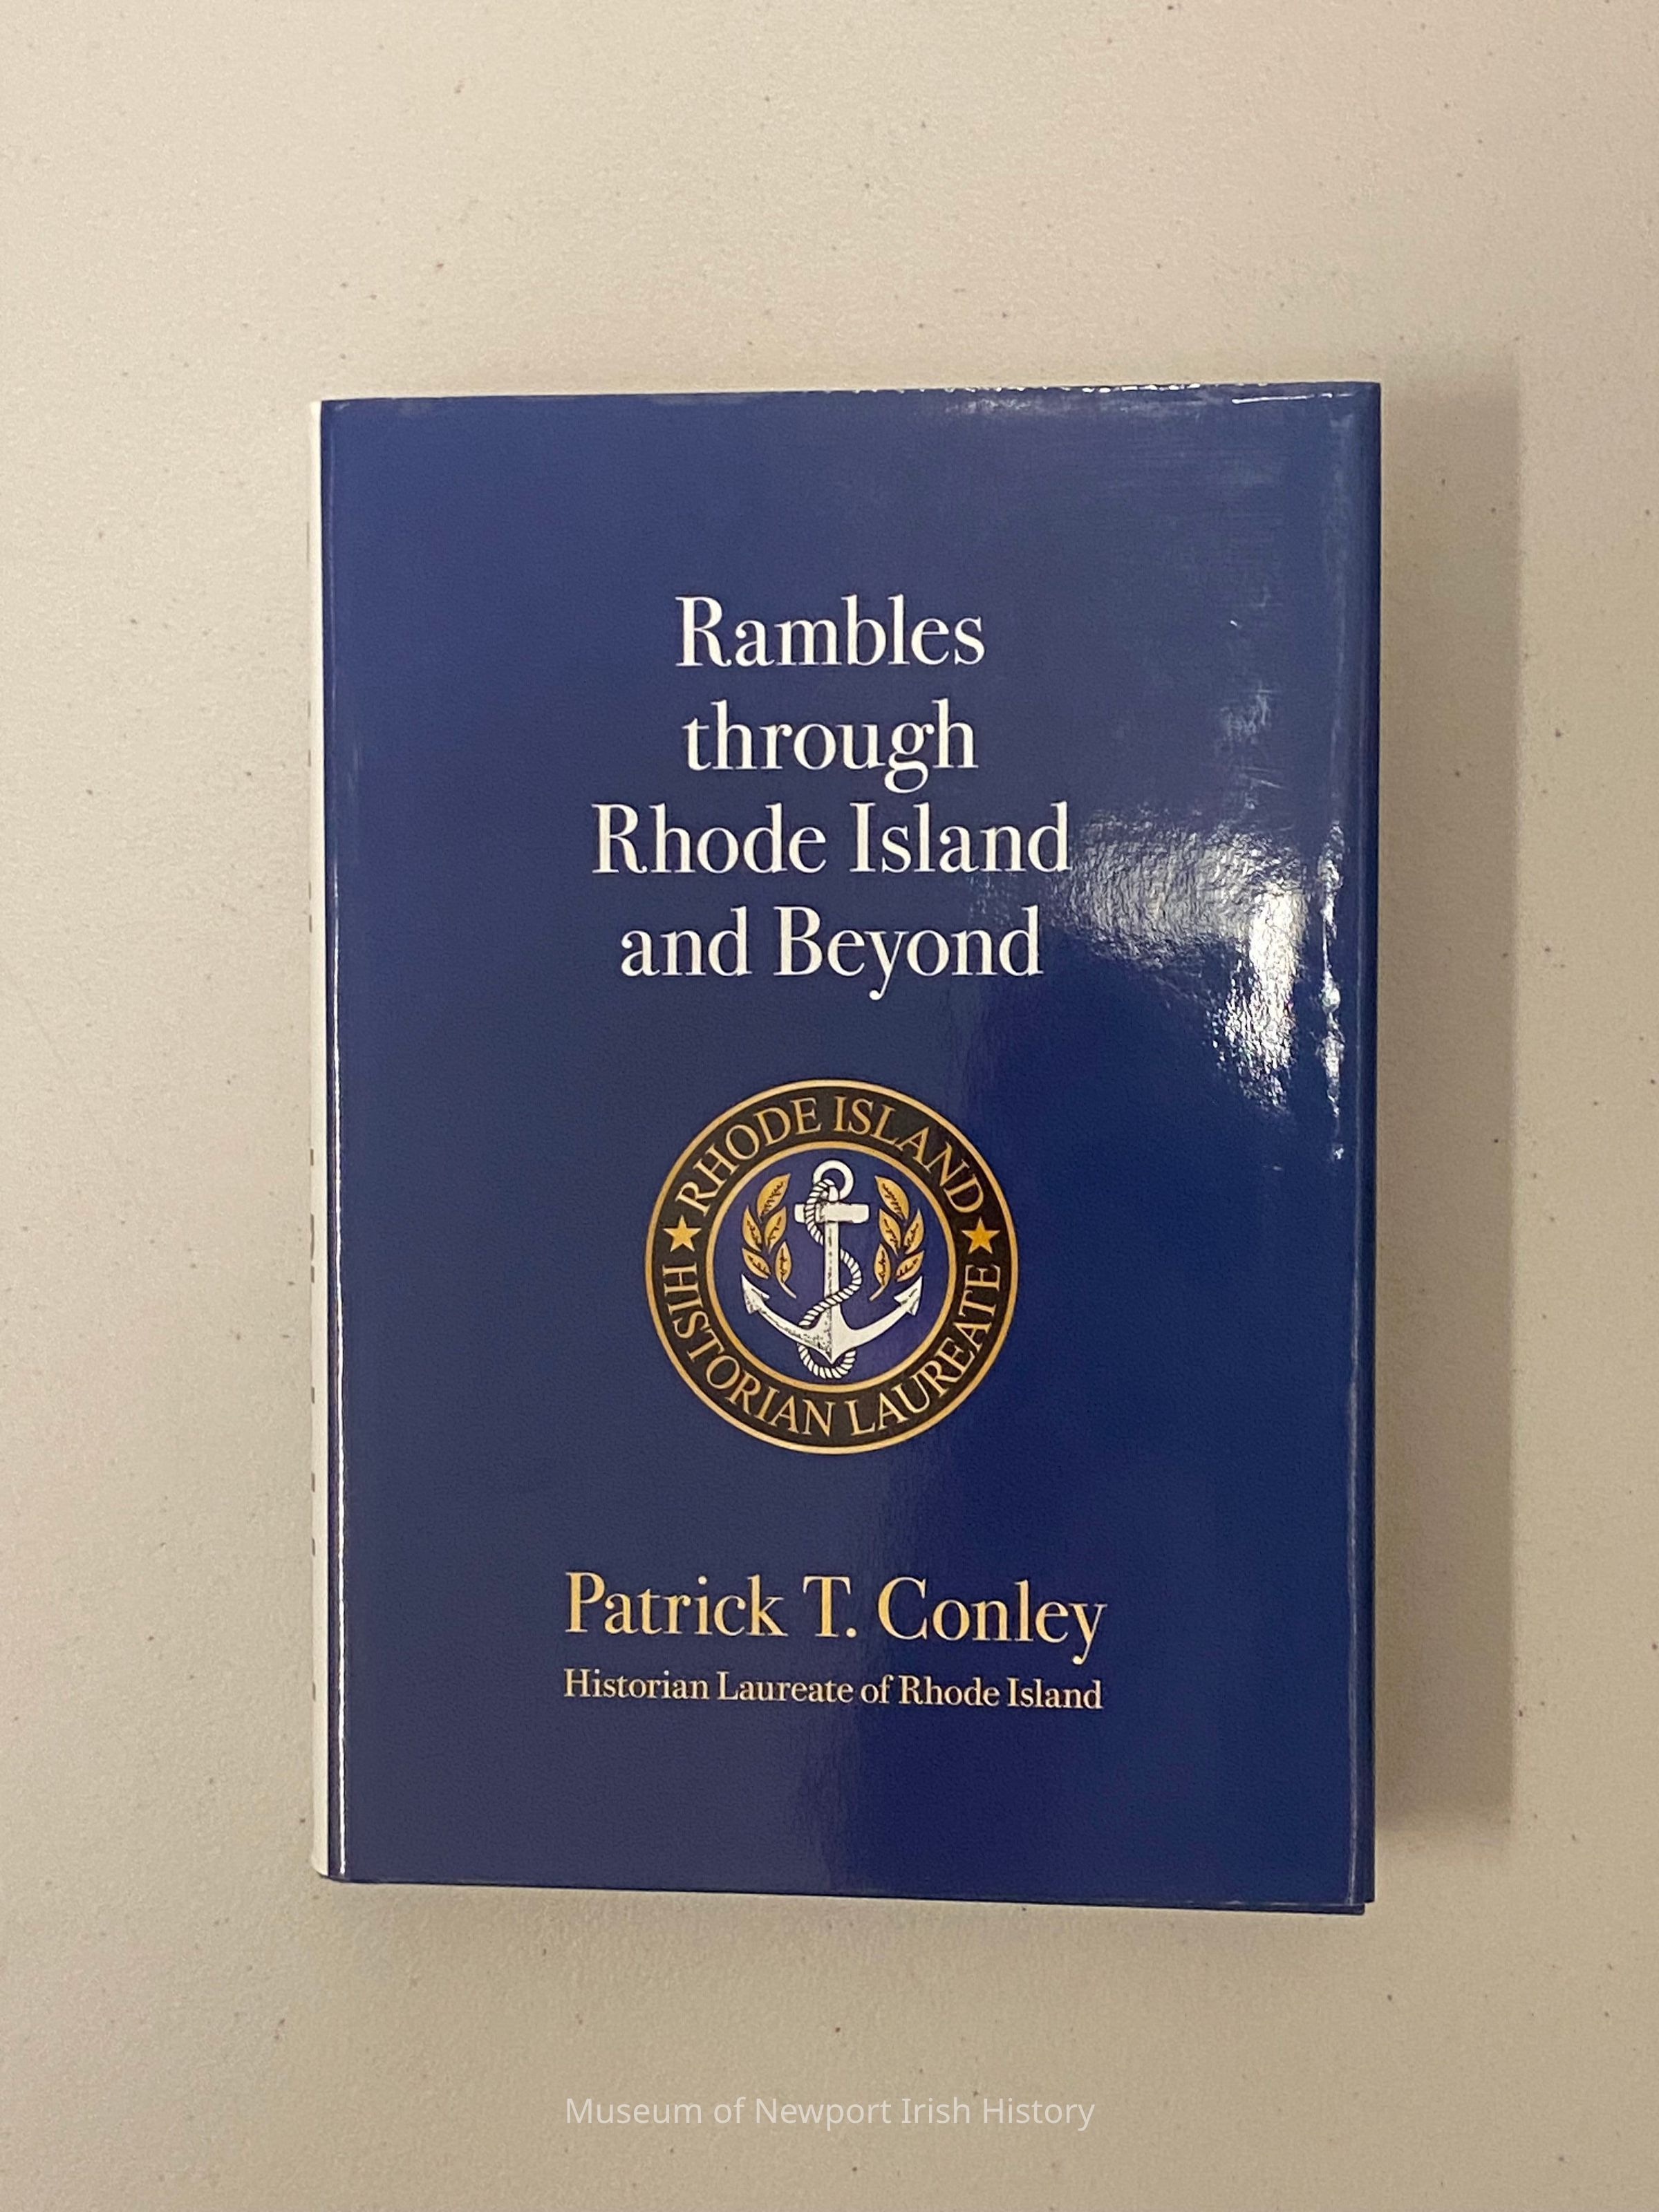 Rambles
through
Rhode Island
and Beyond
★ RHODE ISLAND ★
HISTORIAN LAUREATE
Patrick T. Conley
Historian Laureate of Rhode Island
Museum of Newport Irish History